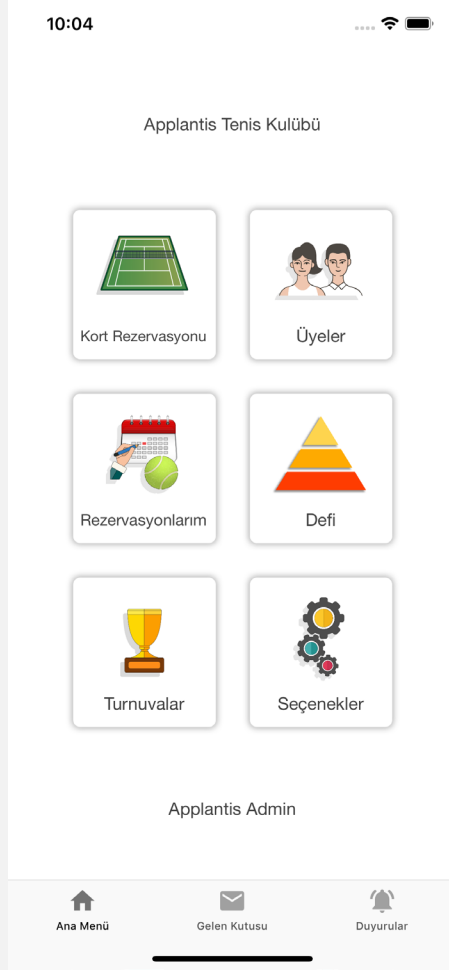 10:04
Applantis Tenis Kulübü
Kort Rezervasyonu
Üyeler
Rezervasyonlarım
Defi
Turnuvalar
Seçenekler
Applantis Admin
Ana Menü
Gelen Kutusu
Duyurular